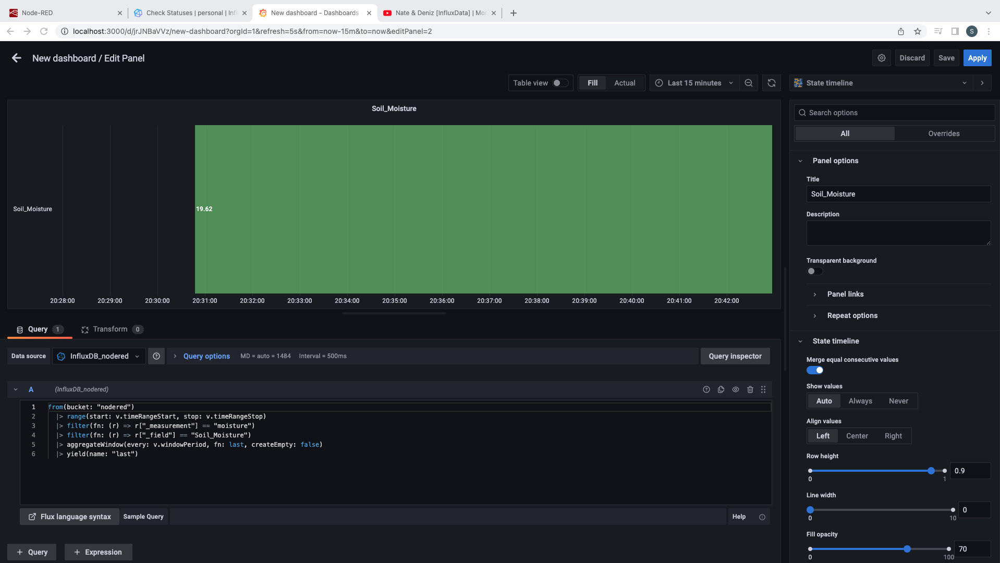 Node-RED
Check Statuses | personal | Infl
New dashboard - Dashboards
Nate & Deniz [InfluxData] | Mor
localhost:3000/d/jrJNBaVVz/new-dashboard?orgId=1&refresh=5s&from=now-15m&to=now&editPanel=2
S
New dashboard / Edit Panel
Discard
Save
Apply
Table view
Fill
Actual
Last 15 minutes
State timeline
Soil_Moisture
Soil_Moisture
19.62
20:28:00 20:29:00 20:30:00 20:31:00 20:32:00 20:33:00 20:34:00 20:35:00 20:36:00 20:37:00 20:38:00 20:39:00 20:40:00 20:41:00 20:42:00
Query 1
Transform 0
Data source
InfluxDB_nodered
Query options
MD = auto = 1484
Interval = 500ms
Query inspector
A
(InfluxDB_nodered)
1 from(bucket: "nodered")
2 |> range(start: v.timeRangeStart, stop: v.timeRangeStop)
3 |> filter(fn: (r) => r["_measurement"] == "moisture")
4 |> filter(fn: (r) => r["_field"] == "Soil_Moisture")
5 |> aggregateWindow(every: v.windowPeriod, fn: last, createEmpty: false)
6 |> yield(name: "last")
Flux language syntax
Sample Query
Help
+ Query
+ Expression
Search options
All
Overrides
Panel options
Title
Soil_Moisture
Description
Transparent background
Panel links
Repeat options
State timeline
Merge equal consecutive values
Show values
Auto Always Never
Align values
Left Center Right
Row height
0.9
0 1
Line width
0
0 10
Fill opacity
70
0 100